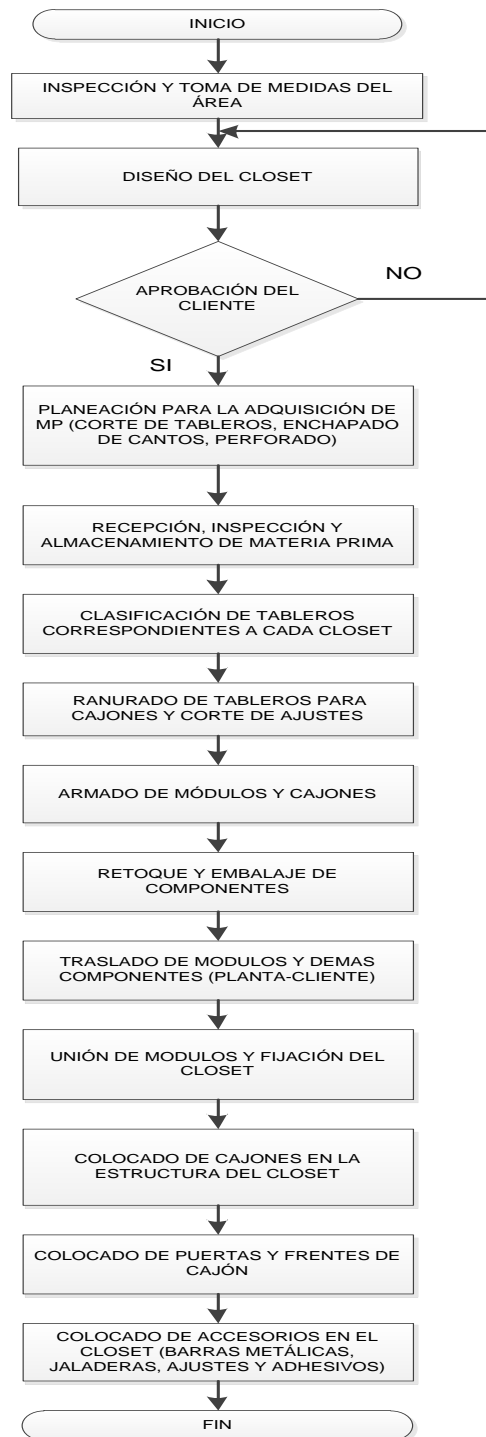 INICIO
INSPECCIÓN Y TOMA DE MEDIDAS DEL
ÁREA
DISEÑO DEL CLOSET
APROBACIÓN DEL
CLIENTE
NO
SI
PLANEACIÓN PARA LA ADQUISICIÓN DE
MP (CORTE DE TABLEROS, ENCHAPADO
DE CANTOS, PERFORADO)
RECEPCIÓN, INSPECCIÓN Y
ALMACENAMIENTO DE MATERIA PRIMA
CLASIFICACIÓN DE TABLEROS
CORRESPONDIENTES A CADA CLOSET
RANURADO DE TABLEROS PARA
CAJONES Y CORTE DE AJUSTES
ARMADO DE MÓDULOS Y CAJONES
RETOQUE Y EMBALAJE DE
COMPONENTES
TRASLADO DE MODULOS Y DEMAS
COMPONENTES (PLANTA-CLIENTE)
UNIÓN DE MODULOS Y FIJACIÓN DEL
CLOSET
COLOCADO DE CAJONES EN LA
ESTRUCTURA DEL CLOSET
COLOCADO DE PUERTAS Y FRENTES DE
CAJÓN
COLOCADO DE ACCESORIOS EN EL
CLOSET (BARRAS METÁLICAS,
JALADERAS, AJUSTES Y ADHESIVOS)
FIN